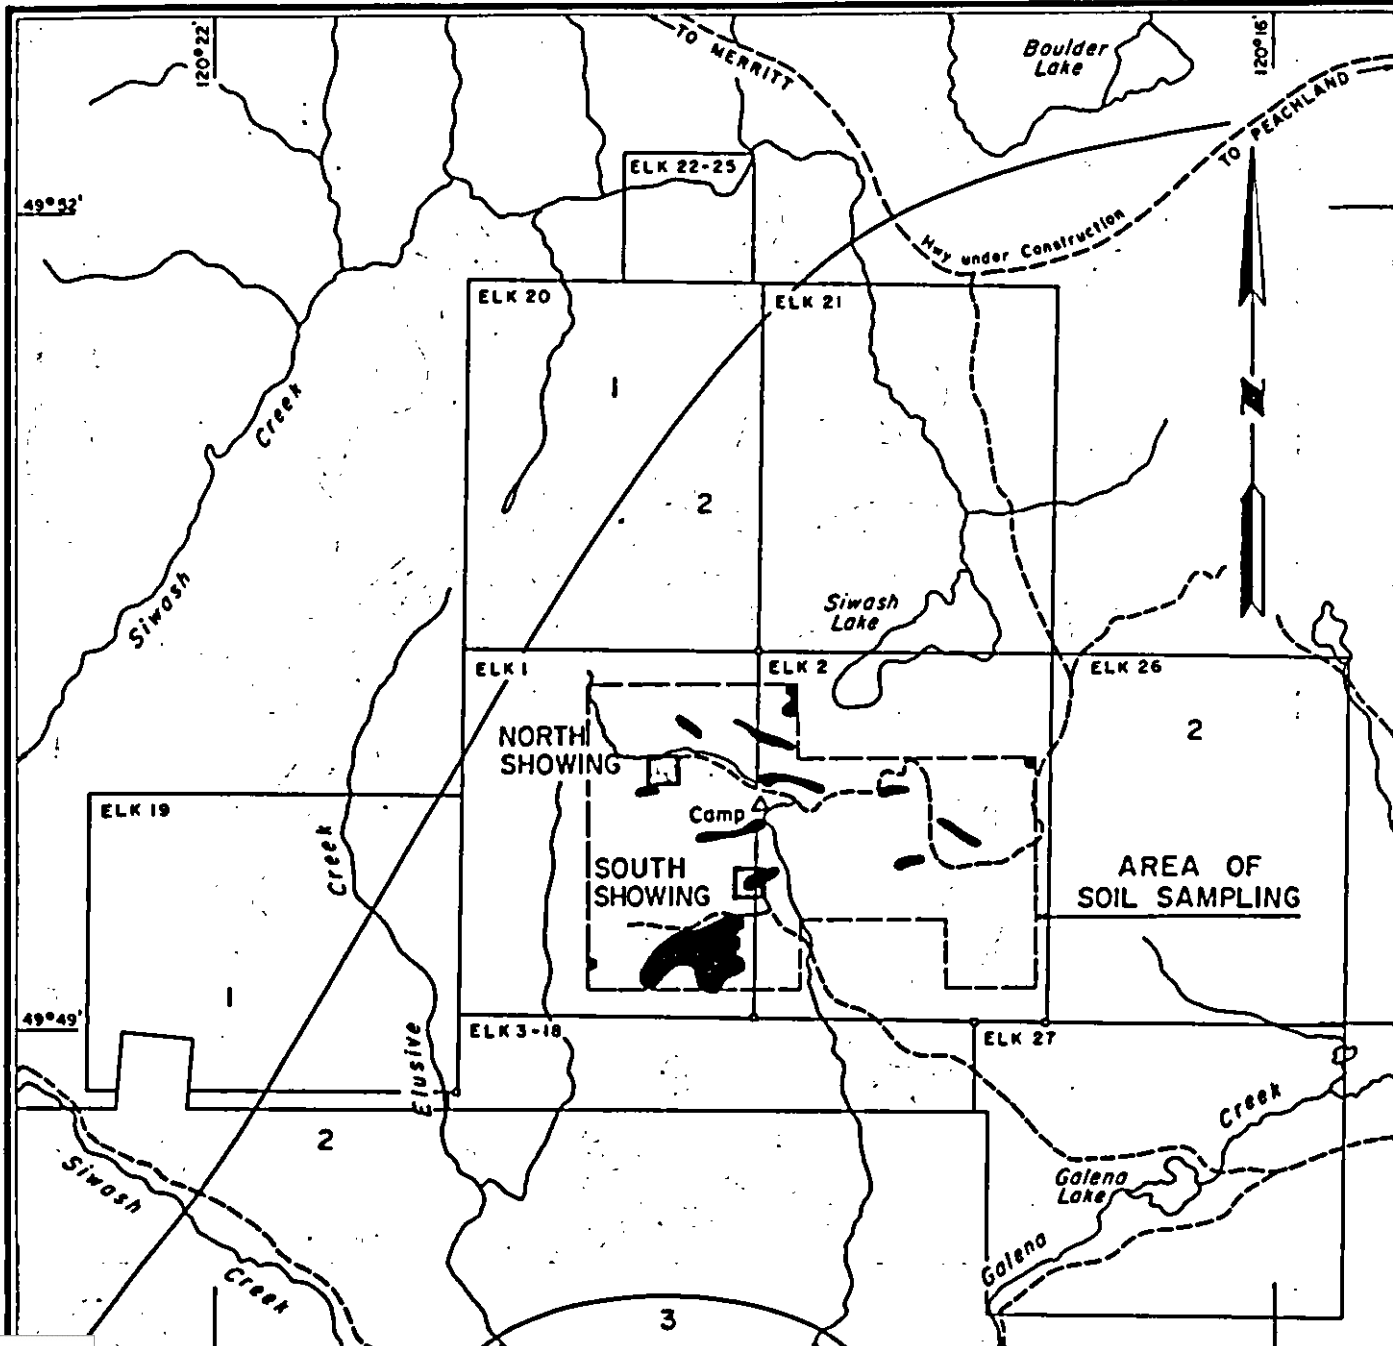 120°22'
TO MERRITT
Boulder
Lake
120°16'
TO PEACHLAND
ELK 22-25
49°52'
Hwy under Construction
ELK 20
ELK 21
1
N
Creek
2
Siwash
Siwash
Lake
ELK 1
ELK 2
ELK 26
2
NORTH
SHOWING
ELK 19
Camp
Creek
SOUTH
SHOWING
AREA OF
SOIL SAMPLING
1
49°49'
ELK 3-18
ELK 27
Elusive
Creek
2
Siwash
Galena
Lake
Galena
Creek
3